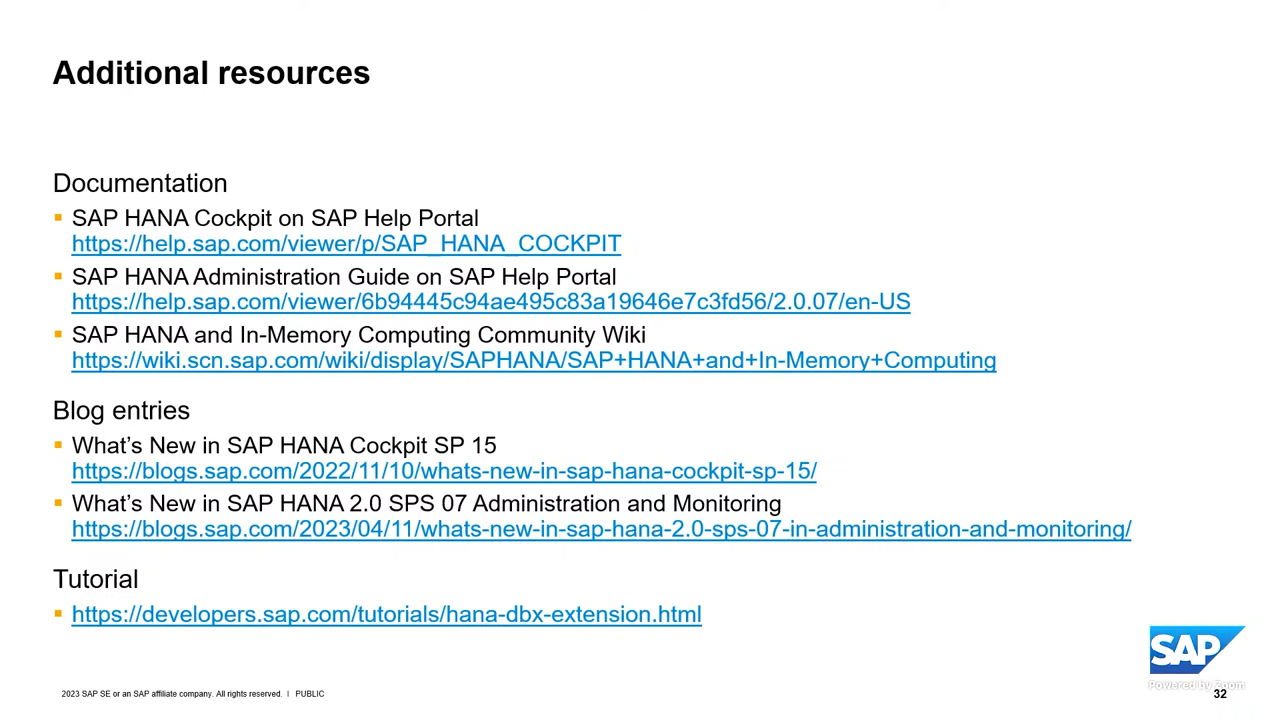 Additional resources
Documentation
▪ SAP HANA Cockpit on SAP Help Portal
https://help.sap.com/viewer/p/SAP_HANA_COCKPIT
▪ SAP HANA Administration Guide on SAP Help Portal
https://help.sap.com/viewer/6b94445c94ae495c83a19646e7c3fd56/2.0.07/en-US
▪ SAP HANA and In-Memory Computing Community Wiki
https://wiki.scn.sap.com/wiki/display/SAPHANA/SAP+HANA+and+In-Memory+Computing
Blog entries
▪ What’s New in SAP HANA Cockpit SP 15
https://blogs.sap.com/2022/11/10/whats-new-in-sap-hana-cockpit-sp-15/
▪ What’s New in SAP HANA 2.0 SPS 07 Administration and Monitoring
https://blogs.sap.com/2023/04/11/whats-new-in-sap-hana-2.0-sps-07-in-administration-and-monitoring/
Tutorial
▪ https://developers.sap.com/tutorials/hana-dbx-extension.html
SAP
Powered by Zoom
2023 SAP SE or an SAP affiliate company. All rights reserved. | PUBLIC
32